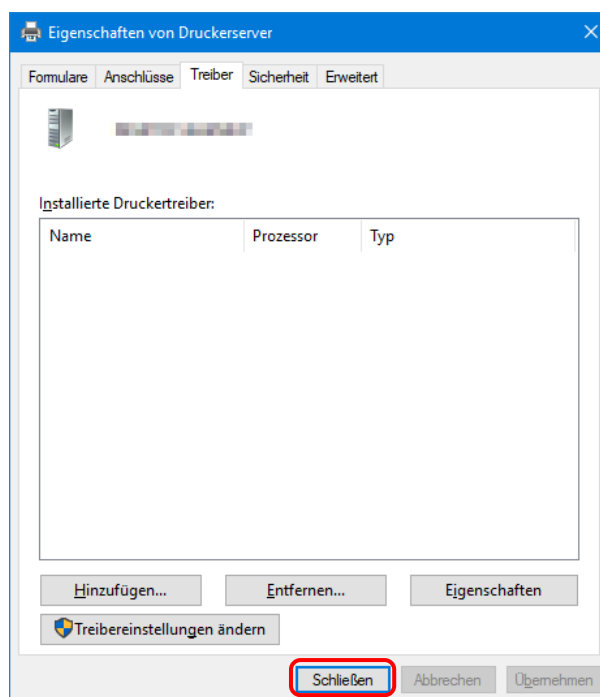 Eigenschaften von Druckerserver
Formulare Anschlüsse Treiber Sicherheit Erweitert
Installierte Druckertreiber:
Name Prozessor Typ
Hinzufügen... Entfernen... Eigenschaften
Treibereinstellungen ändern
Schließen Abbrechen Übernehmen